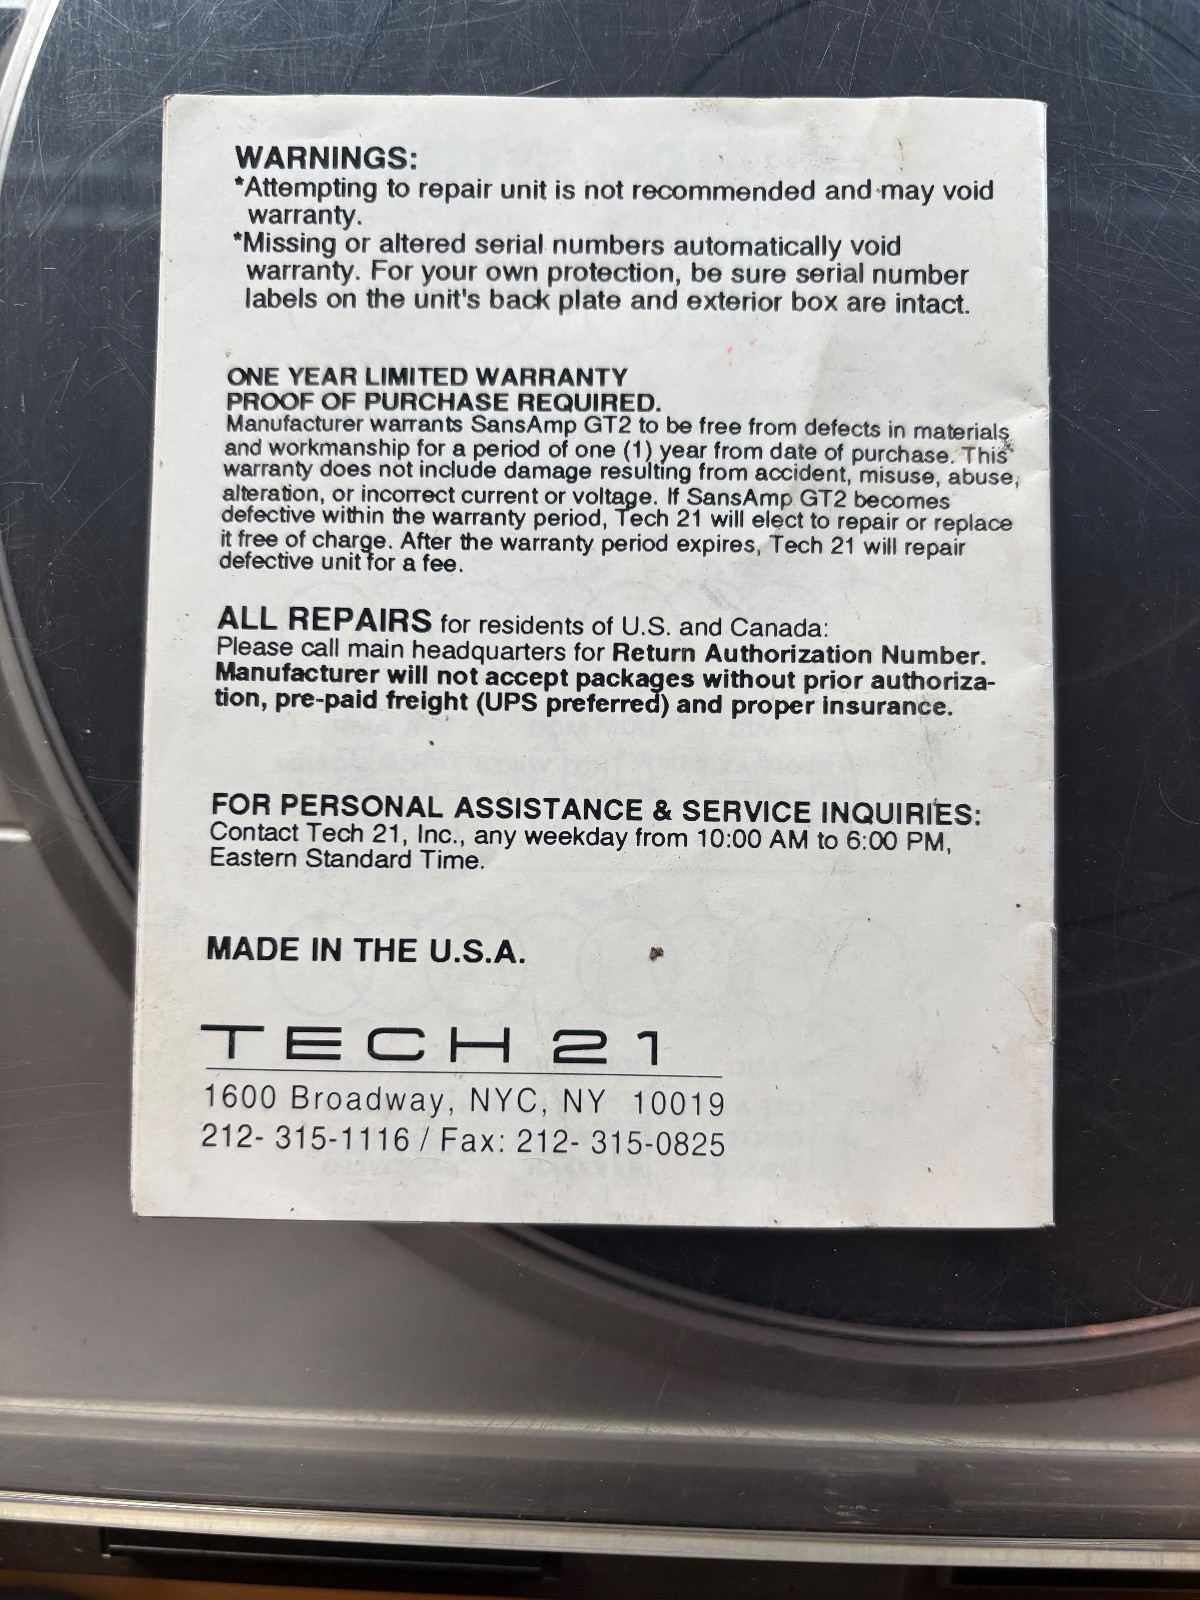 WARNINGS:
*Attempting to repair unit is not recommended and may void
warranty.
*Missing or altered serial numbers automatically void
warranty. For your own protection, be sure serial number
labels on the unit's back plate and exterior box are intact.
ONE YEAR LIMITED WARRANTY
PROOF OF PURCHASE REQUIRED.
Manufacturer warrants SansAmp GT2 to be free from defects in materials
and workmanship for a period of one (1) year from date of purchase. This
warranty does not include damage resulting from accident, misuse, abuse,
alteration, or incorrect current or voltage. If SansAmp GT2 becomes
defective within the warranty period, Tech 21 will elect to repair or replace
it free of charge. After the warranty period expires, Tech 21 will repair
defective unit for a fee.
ALL REPAIRS for residents of U.S. and Canada:
Please call main headquarters for Return Authorization Number.
Manufacturer will not accept packages without prior authoriza-
tion, pre-paid freight (UPS preferred) and proper insurance.
FOR PERSONAL ASSISTANCE & SERVICE INQUIRIES:
Contact Tech 21, Inc., any weekday from 10:00 AM to 6:00 PM,
Eastern Standard Time.
MADE IN THE U.S.A.
TECH 21
1600 Broadway, NYC, NY 10019
212- 315-1116 / Fax: 212- 315-0825